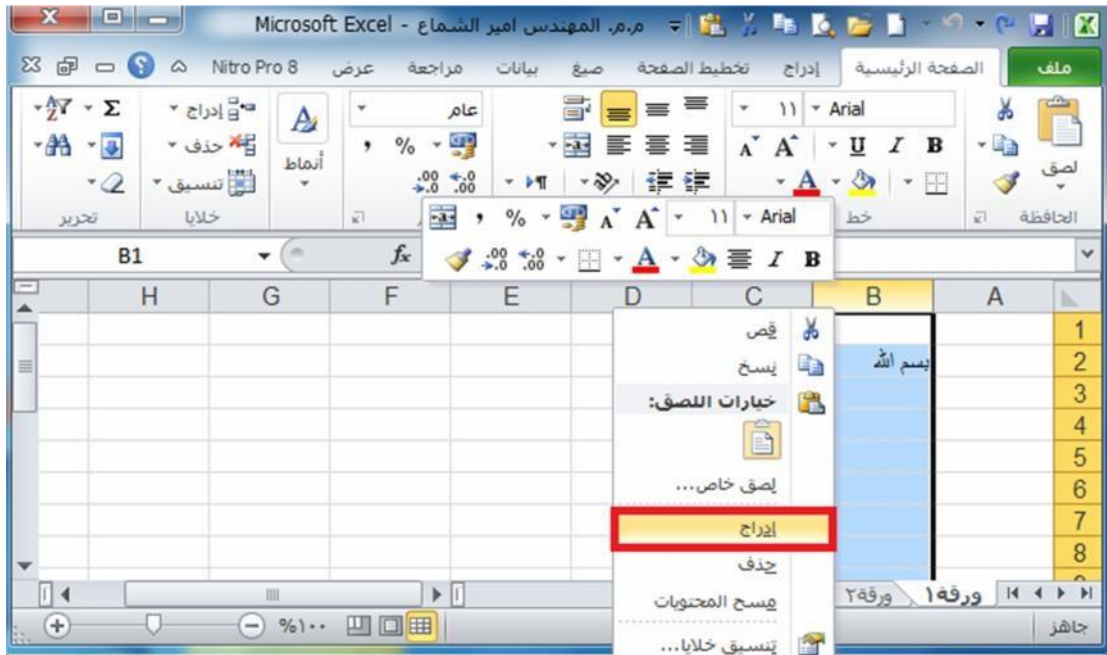 م.م. المهندس امير الشماع - Microsoft Excel
ملف الصفحة الرئيسية إدراج تخطيط الصفحة صيغ بيانات مراجعة عرض Nitro Pro 8
لصق
Arial ١١
عام
أنماط
إدراج
حذف
تنسيق
الحافظة خط خلايا تحرير
Arial ١١
B1
A B C D E F G H
1
2 بسم الله
3
4
5
6
7
8
قص
نسخ
خيارات اللصق:
لصق خاص...
إدراج
حذف
مسح المحتويات
تنسيق خلايا...
ورقة١ ورقة٢
جاهز %١٠٠